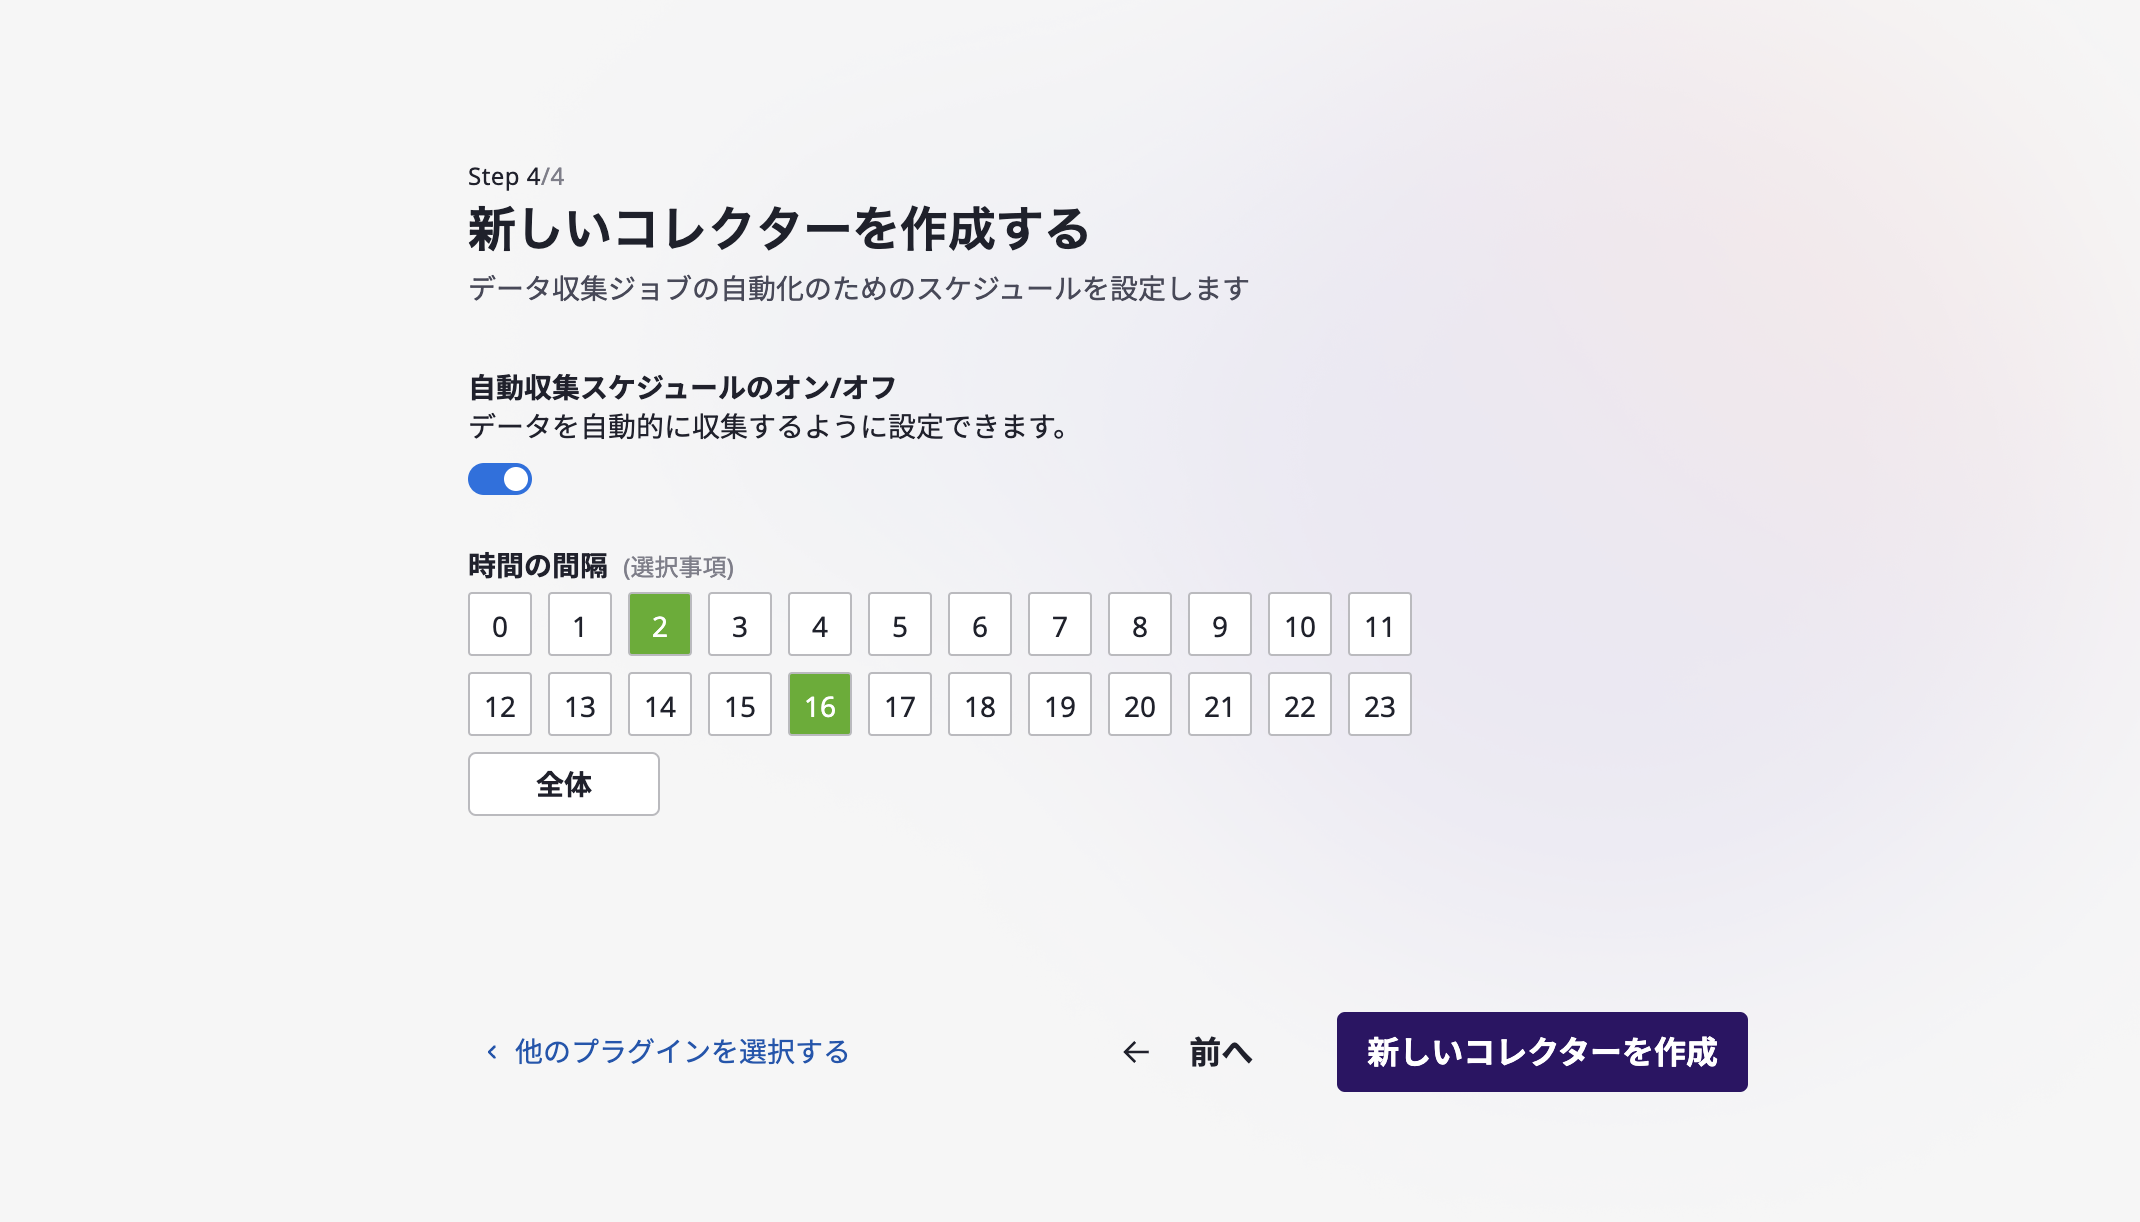 Step 4/4
新しいコレクターを作成する
データ収集ジョブの自動化のためのスケジュールを設定します
自動収集スケジュールのオン/オフ
データを自動的に収集するように設定できます。
時間の間隔 (選択事項)
0 1 2 3 4 5 6 7 8 9 10 11
12 13 14 15 16 17 18 19 20 21 22 23
全体
他のプラグインを選択する 前へ 新しいコレクターを作成